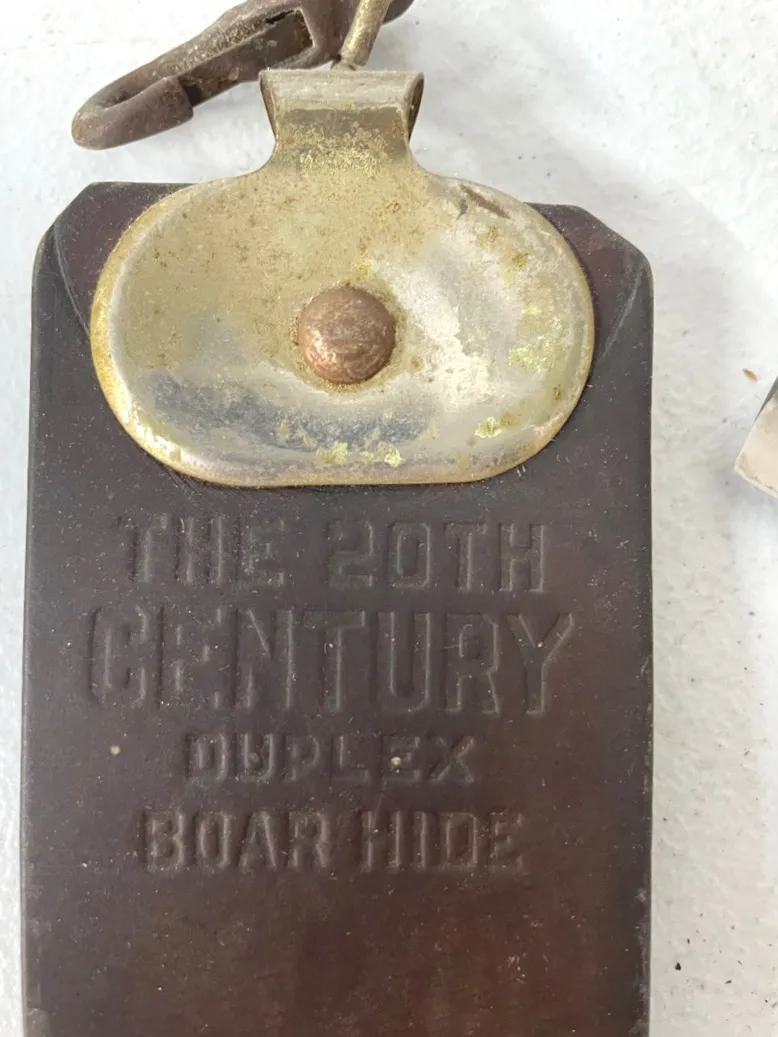 THE 20TH
CENTURY
DUPLEX
BOAR HIDE